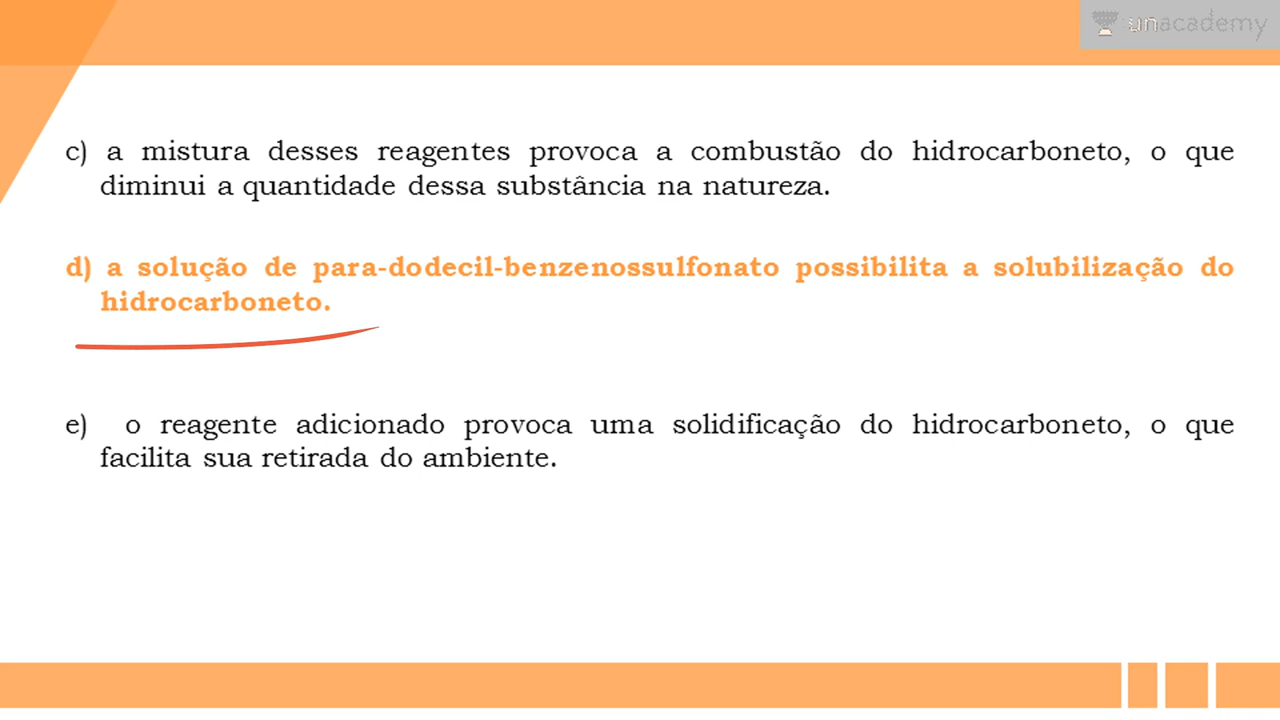 unacademy
c) a mistura desses reagentes provoca a combustão do hidrocarboneto, o que
diminui a quantidade dessa substância na natureza.
d) a solução de para-dodecil-benzenossulfonato possibilita a solubilização do
hidrocarboneto.
e) o reagente adicionado provoca uma solidificação do hidrocarboneto, o que
facilita sua retirada do ambiente.